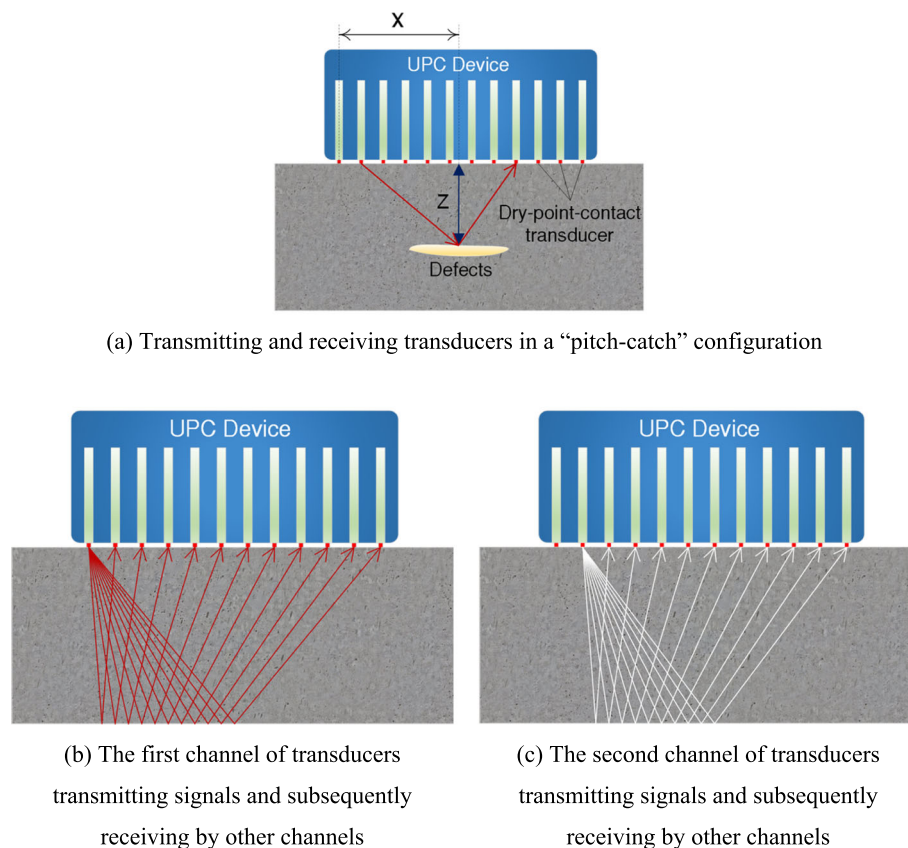 X
UPC Device
Z
Dry-point-contact
transducer
Defects
(a) Transmitting and receiving transducers in a “pitch-catch” configuration
UPC Device
UPC Device
(b) The first channel of transducers
transmitting signals and subsequently
receiving by other channels
(c) The second channel of transducers
transmitting signals and subsequently
receiving by other channels